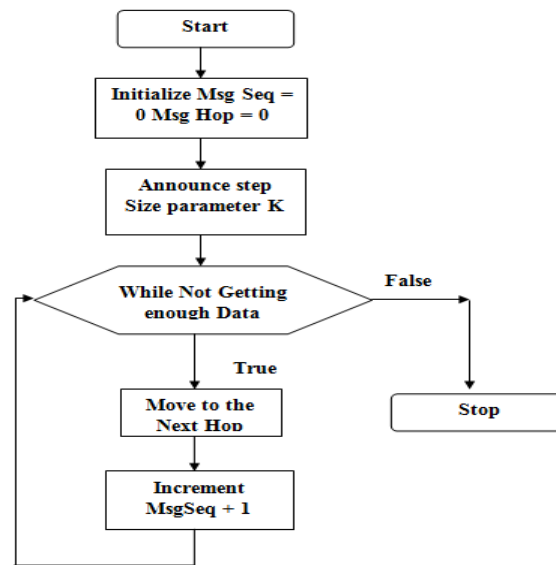 Start
Initialize Msg Seq =
0 Msg Hop = 0
Announce step
Size parameter K
While Not Getting
enough Data
False
True
Move to the
Next Hop
Stop
Increment
MsgSeq + 1